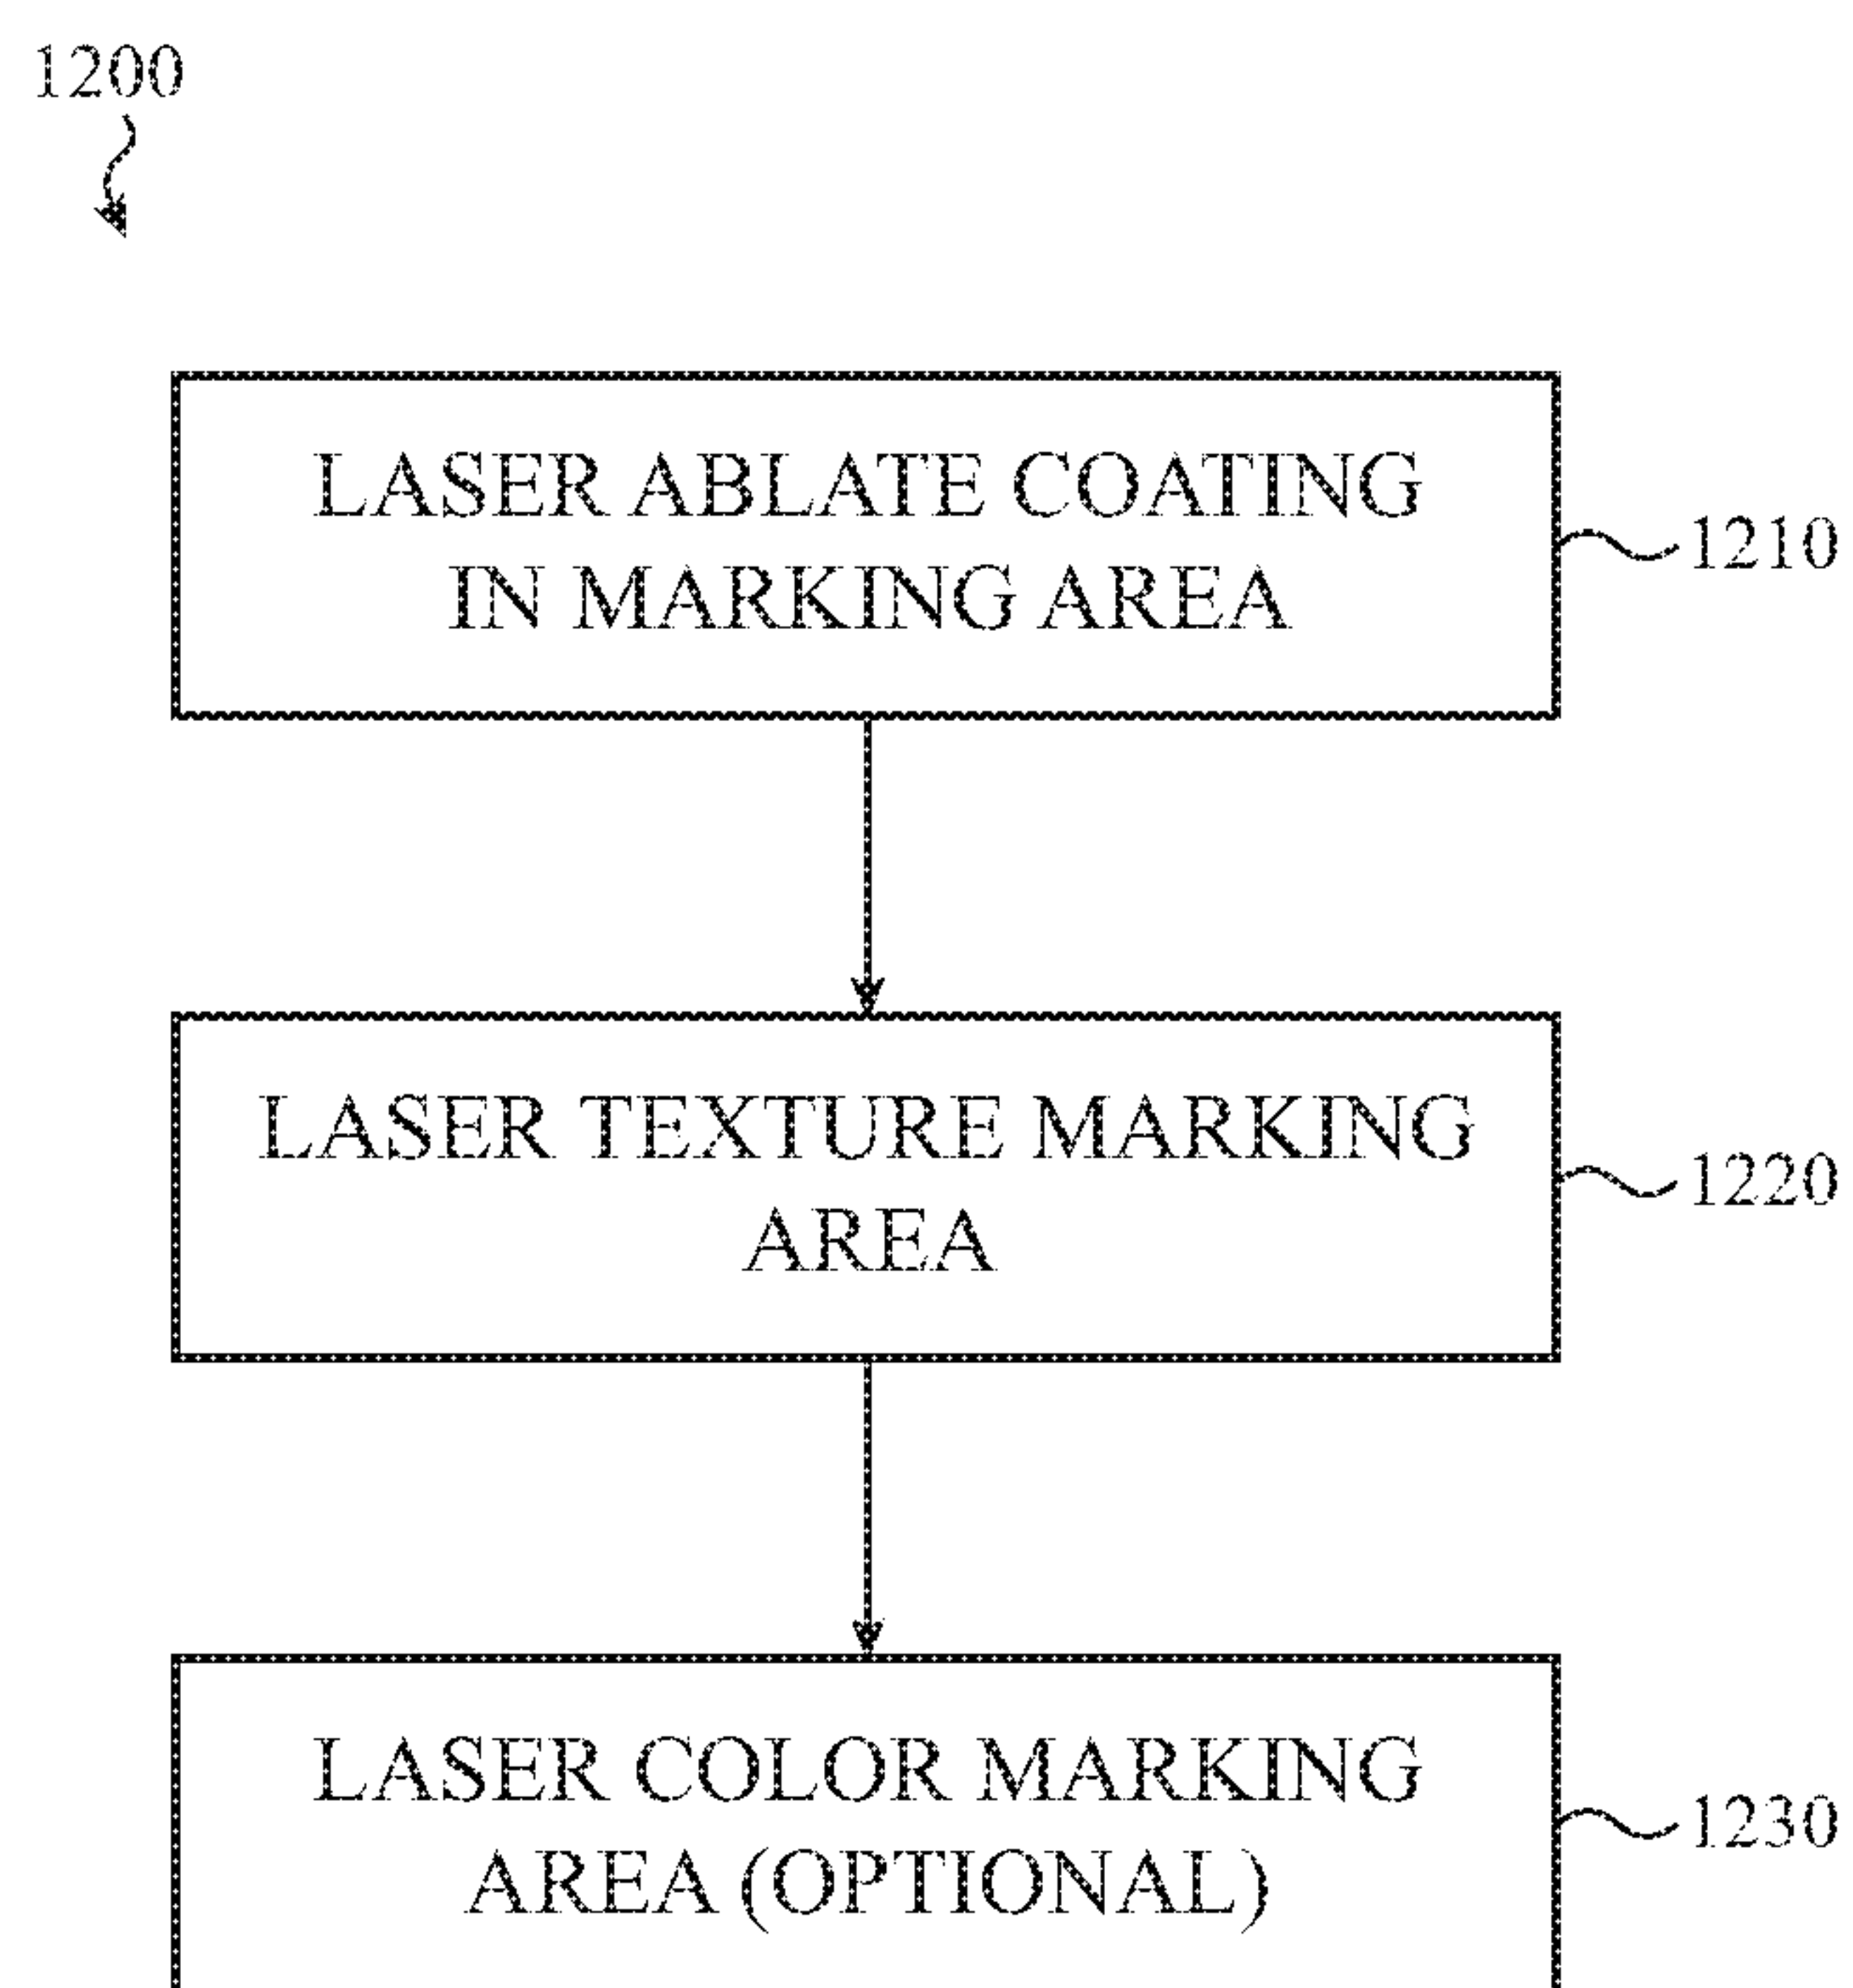 1200
LASER ABLATE COATING
IN MARKING AREA
1210
LASER TEXTURE MARKING
AREA
1220
LASER COLOR MARKING
AREA (OPTIONAL)
1230